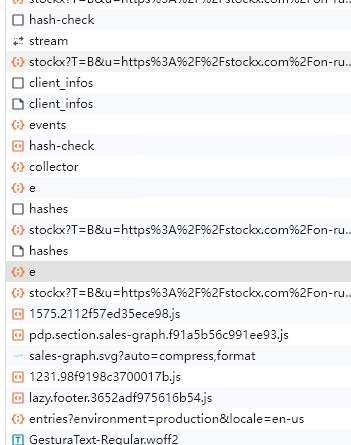 stockx?T=B&u=https%3A%2F%2Fstockx.com%2Fon-ru...
hash-check
stream
stockx?T=B&u=https%3A%2F%2Fstockx.com%2Fon-ru...
client_infos
client_infos
events
hash-check
collector
e
hashes
stockx?T=B&u=https%3A%2F%2Fstockx.com%2Fon-ru...
hashes
e
stockx?T=B&u=https%3A%2F%2Fstockx.com%2Fon-ru...
1575.2112f57ed35ece98.js
pdp.section.sales-graph.f91a5b56c991ee93.js
sales-graph.svg?auto=compress,format
1231.98f9198c3700017b.js
lazy.footer.3652adf975616b54.js
entries?environment=production&locale=en-us
GesturaText-Regular.woff2